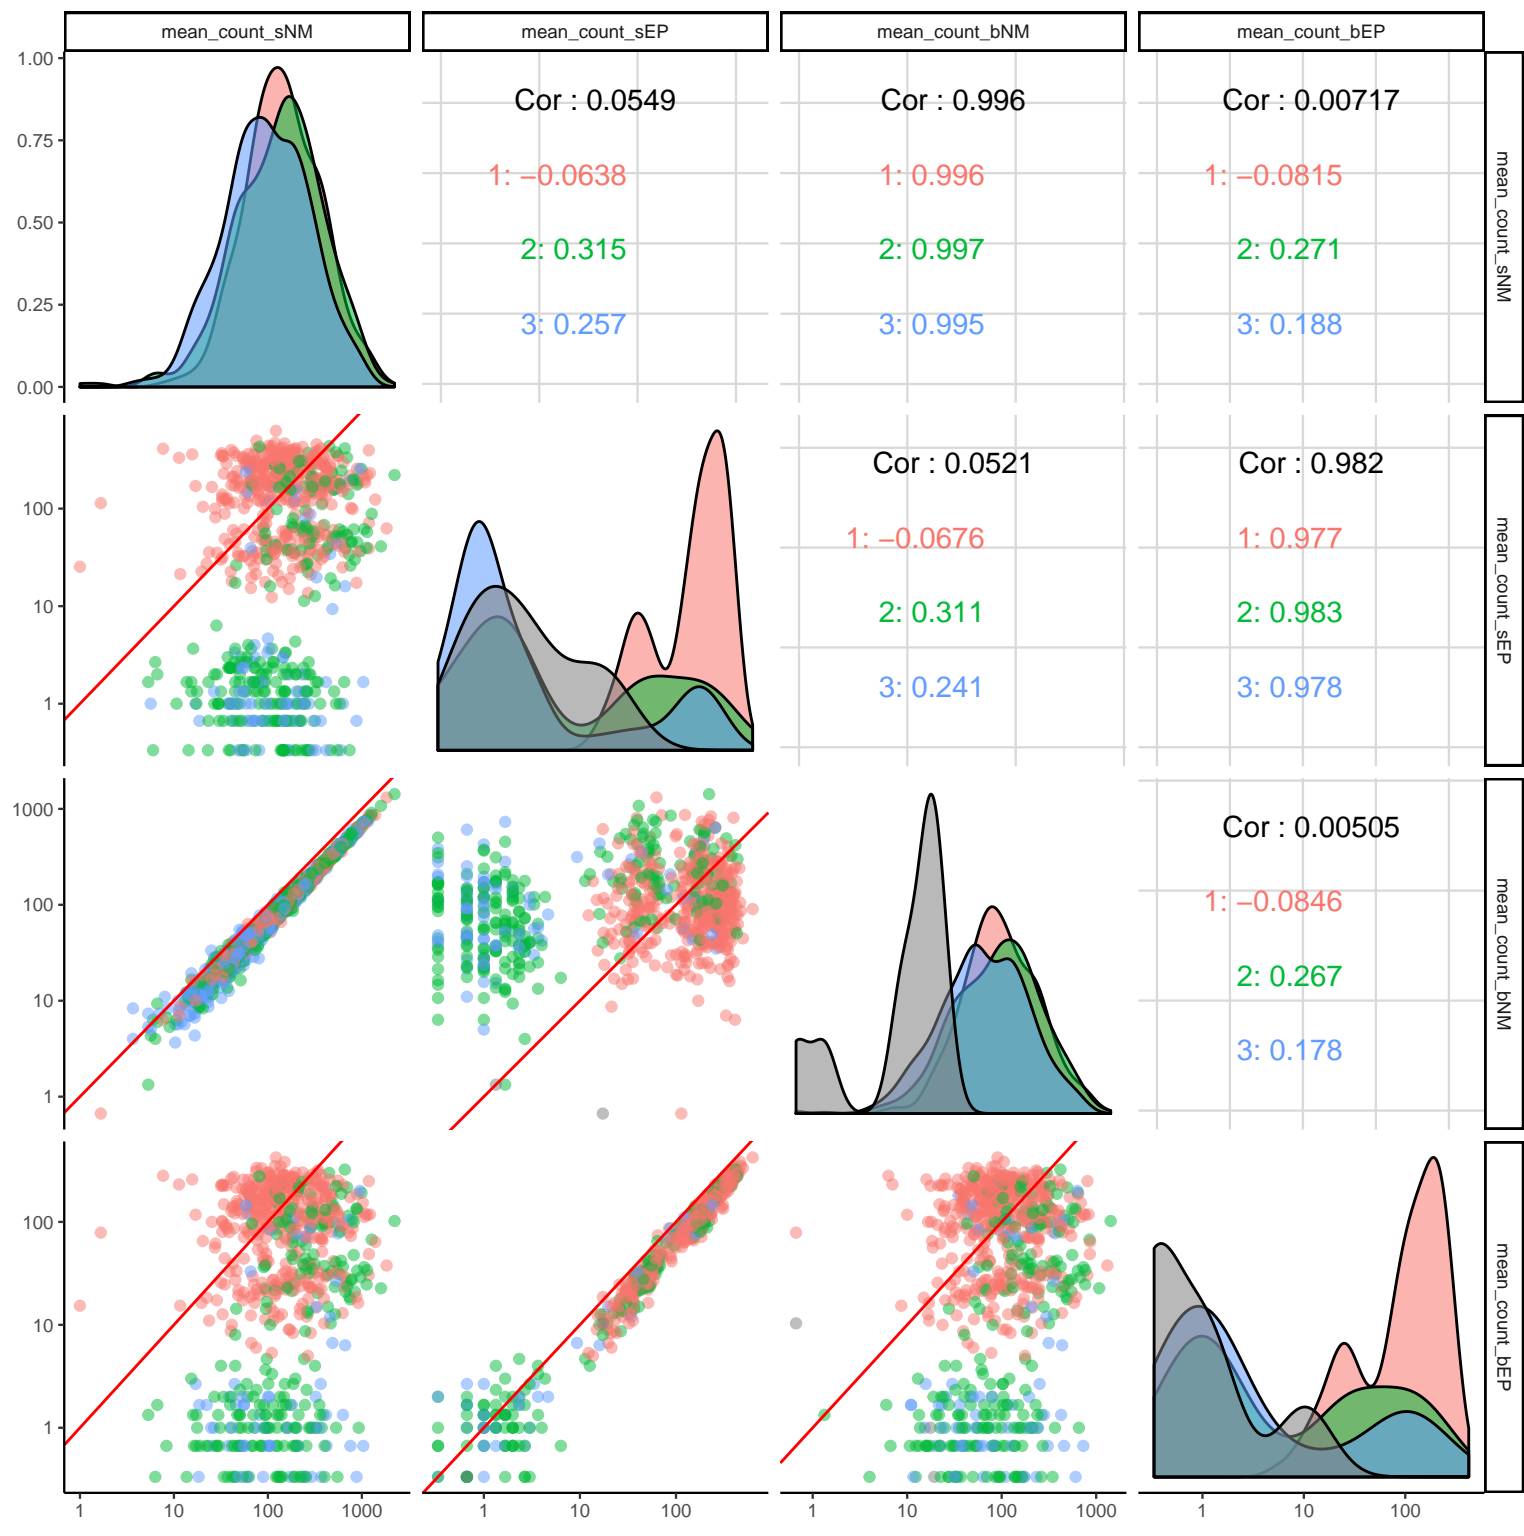 mean_count_sNM mean_count_sEP mean_count_bNM mean_count_bEP
1.00
0.75
0.50
0.25
0.00
Cor : 0.0549
1: −0.0638
2: 0.315
3: 0.257
Cor : 0.996
1: 0.996
2: 0.997
3: 0.995
Cor : 0.00717
1: −0.0815
2: 0.271
3: 0.188
mean_count_sNM
100
10
1
Cor : 0.0521
1: −0.0676
2: 0.311
3: 0.241
Cor : 0.982
1: 0.977
2: 0.983
3: 0.978
mean_count_sEP
1000
100
10
1
Cor : 0.00505
1: −0.0846
2: 0.267
3: 0.178
mean_count_bNM
100
10
1
mean_count_bEP
1 10 100 1000 1 10 100 1 10 100 1000 1 10 100